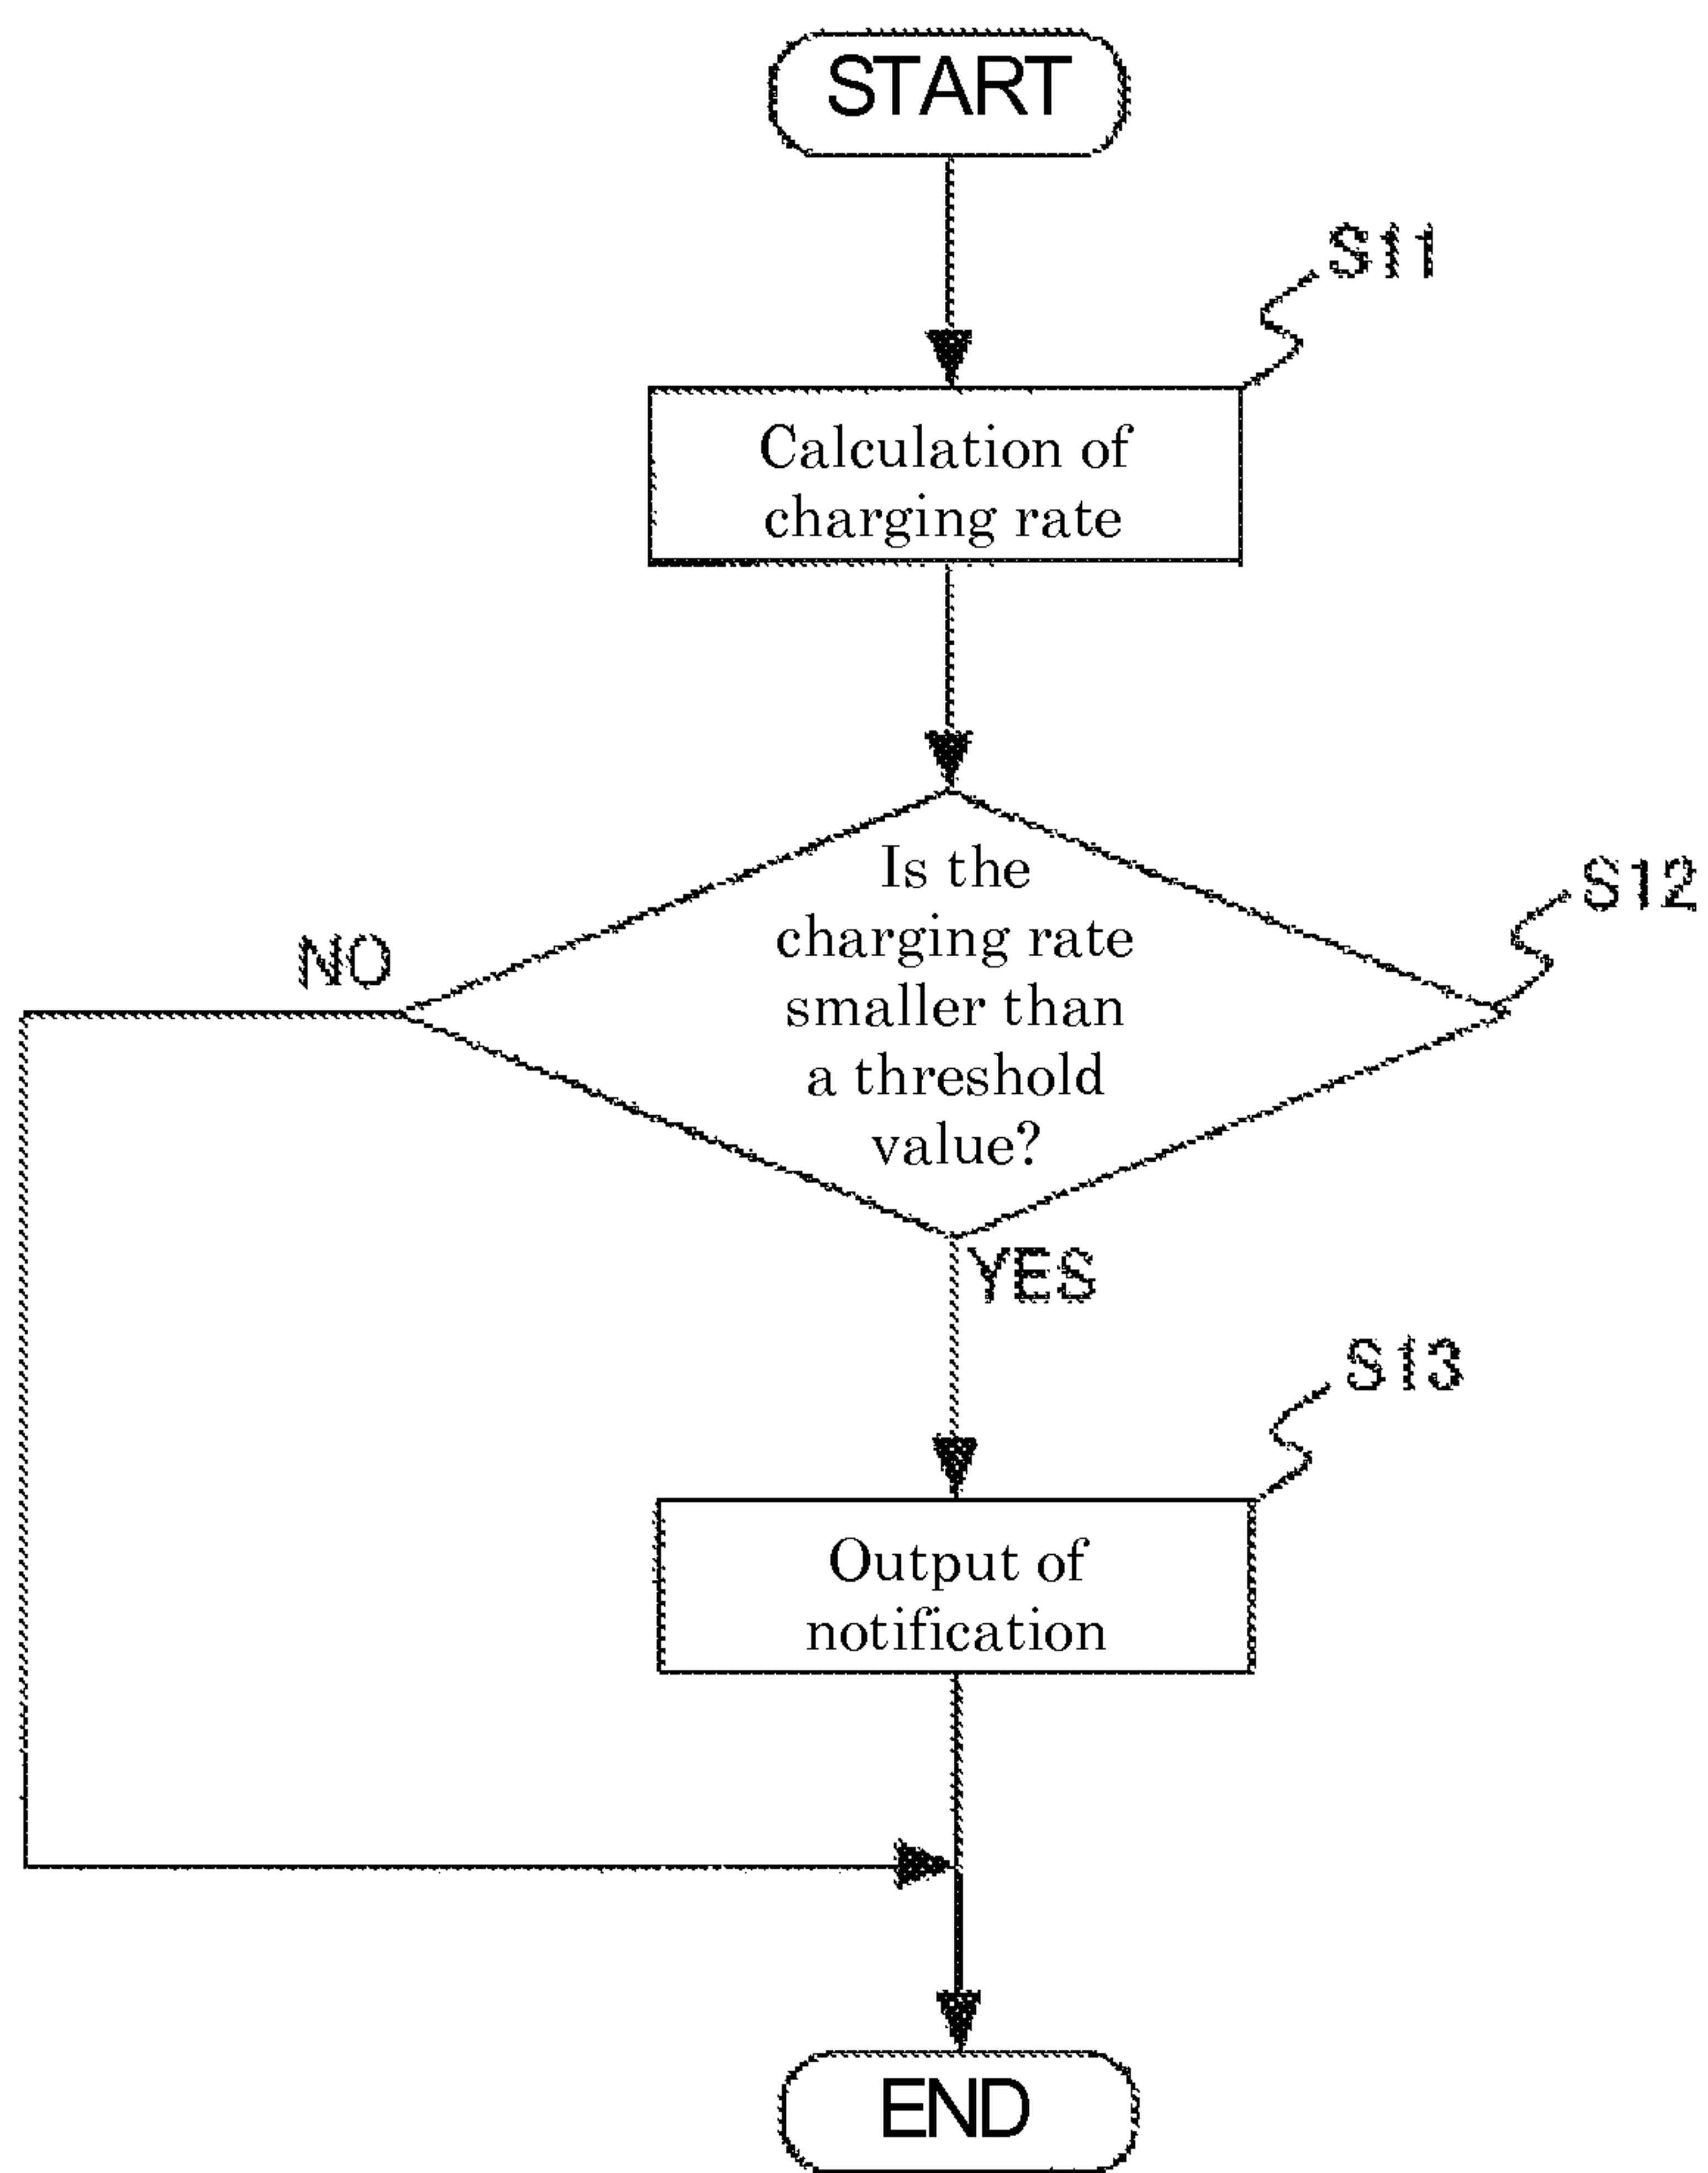 START
S11
Calculation of
charging rate
Is the
charging rate
smaller than
a threshold
value?
S12
NO
YES
S13
Output of
notification
END